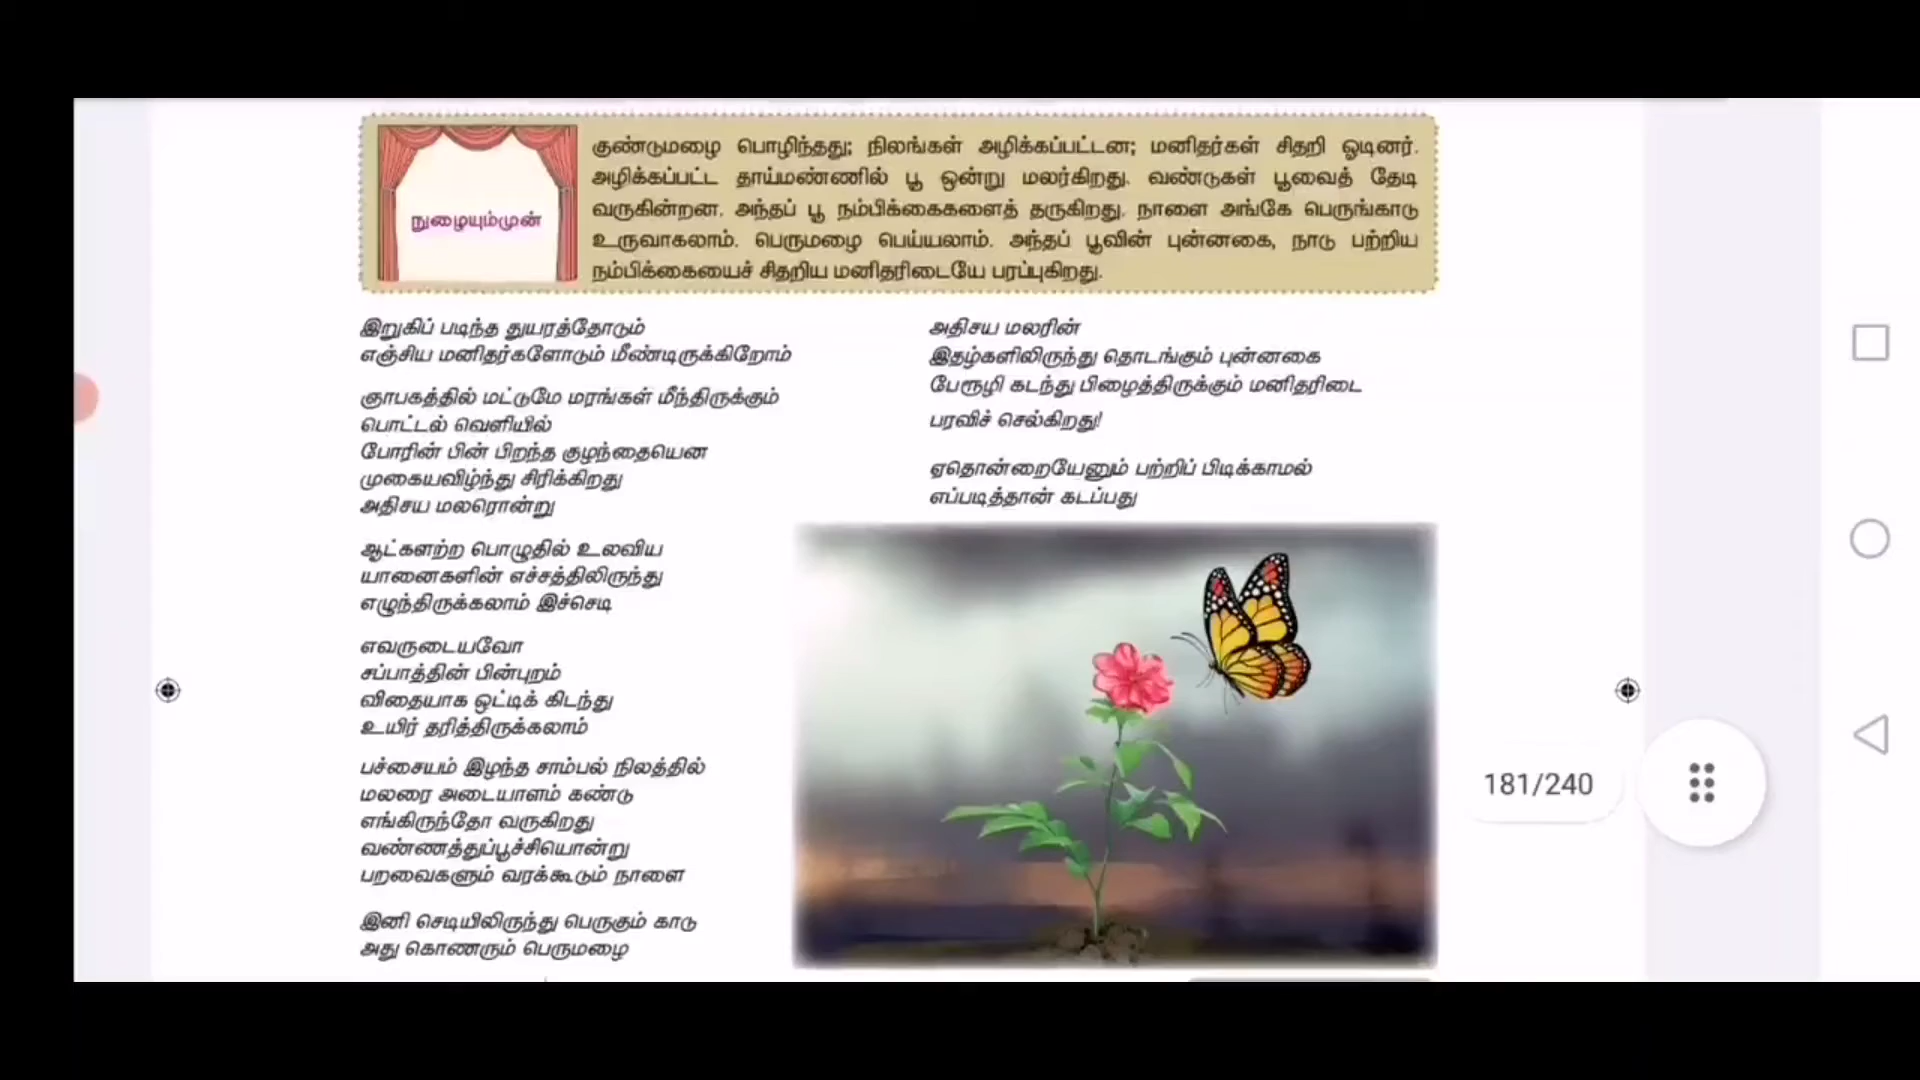 நுழையும்முன்
குண்டுமழை பொழிந்தது; நிலங்கள் அழிக்கப்பட்டன; மனிதர்கள் சிதறி ஓடினர்.
அழிக்கப்பட்ட தாய்மண்ணில் பூ ஒன்று மலர்கிறது. வண்டுகள் பூவைத் தேடி
வருகின்றன. அந்தப் பூ நம்பிக்கைகளைத் தருகிறது. நாளை அங்கே பெருங்காடு
உருவாகலாம். பெருமழை பெய்யலாம். அந்தப் பூவின் புன்னகை, நாடு பற்றிய
நம்பிக்கையைச் சிதறிய மனிதரிடையே பரப்புகிறது.
இறுகிப் படிந்த துயரத்தோடும்
எஞ்சிய மனிதர்களோடும் மீண்டிருக்கிறோம்
ஞாபகத்தில் மட்டுமே மரங்கள் மீந்திருக்கும்
பொட்டல் வெளியில்
போரின் பின் பிறந்த குழந்தையென
முகையவிழ்ந்து சிரிக்கிறது
அதிசய மலரொன்று
ஆட்களற்ற பொழுதில் உலவிய
யானைகளின் எச்சத்திலிருந்து
எழுந்திருக்கலாம் இச்செடி
எவருடையவோ
சப்பாத்தின் பின்புறம்
விதையாக ஒட்டிக் கிடந்து
உயிர் தரித்திருக்கலாம்
பச்சையம் இழந்த சாம்பல் நிலத்தில்
மலரை அடையாளம் கண்டு
எங்கிருந்தோ வருகிறது
வண்ணத்துப்பூச்சியொன்று
பறவைகளும் வரக்கூடும் நாளை
இனி செடியிலிருந்து பெருகும் காடு
அது கொணரும் பெருமழை
அதிசய மலரின்
இதழ்களிலிருந்து தொடங்கும் புன்னகை
பேரூழி கடந்து பிழைத்திருக்கும் மனிதரிடை
பரவிச் செல்கிறது!
ஏதொன்றையேனும் பற்றிப் பிடிக்காமல்
எப்படித்தான் கடப்பது
181/240